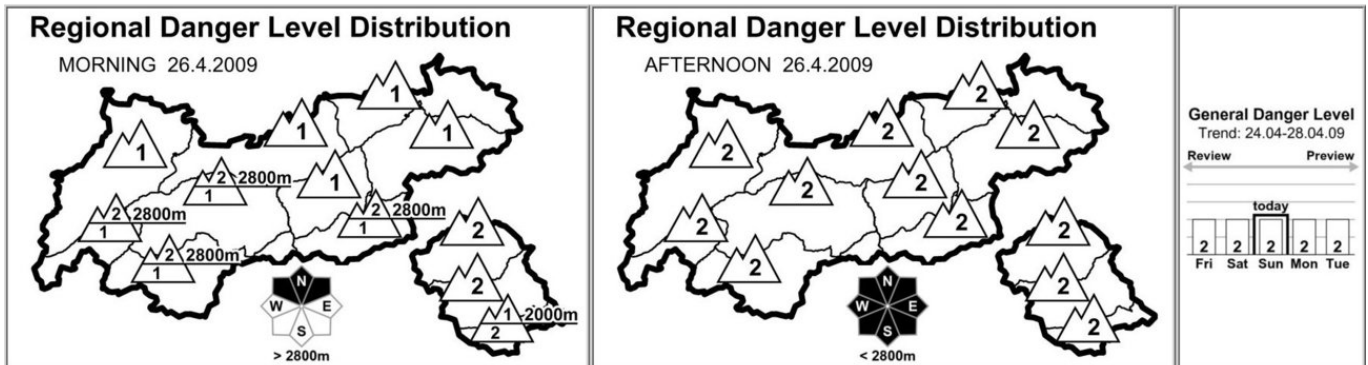 Regional Danger Level Distribution
MORNING 26.4.2009
1
1
1
1
1
2 2800m
1
2 2800m
1
2 2800m
1
2 2800m
1
2
2
1 2000m
2
N
W E
S
> 2800m
Regional Danger Level Distribution
AFTERNOON 26.4.2009
2
2
2
2
2
2
2
2
2
2
2
2
N
W E
S
< 2800m
General Danger Level
Trend: 24.04-28.04.09
Review Preview
today
2 2 2 2 2
Fri Sat Sun Mon Tue